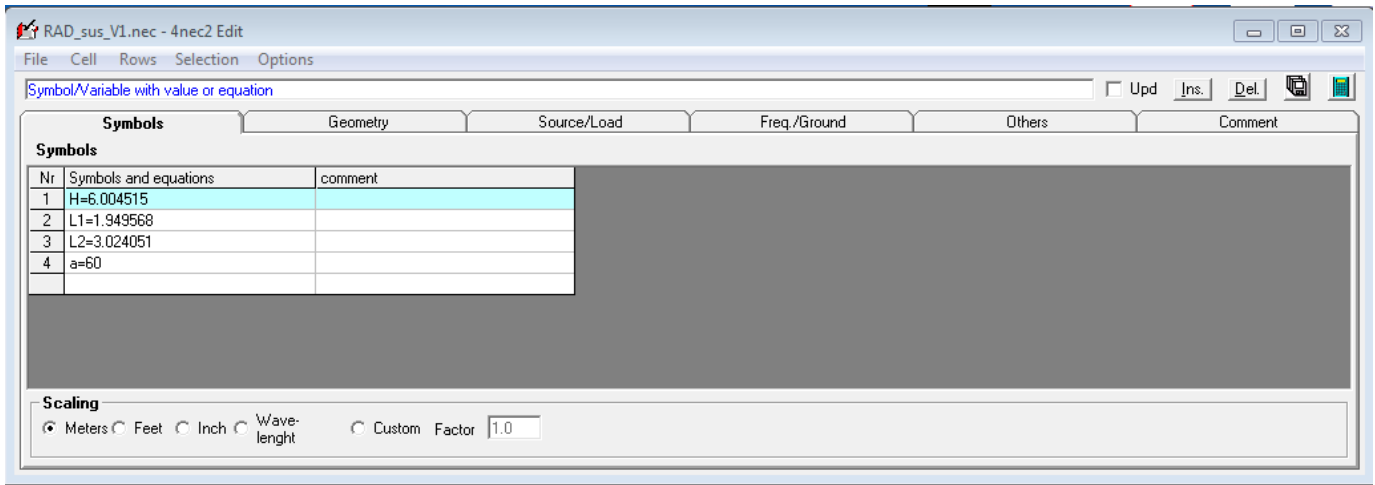 RAD_sus_V1.nec - 4nec2 Edit
File Cell Rows Selection Options
Symbol/Variable with value or equation Upd Ins. Del.
Symbols Geometry Source/Load Freq./Ground Others Comment
Symbols
Nr Symbols and equations comment
1 H=6.004515
2 L1=1.949568
3 L2=3.024051
4 a=60
Scaling
Meters Feet Inch Wave-lenght Custom Factor 1.0